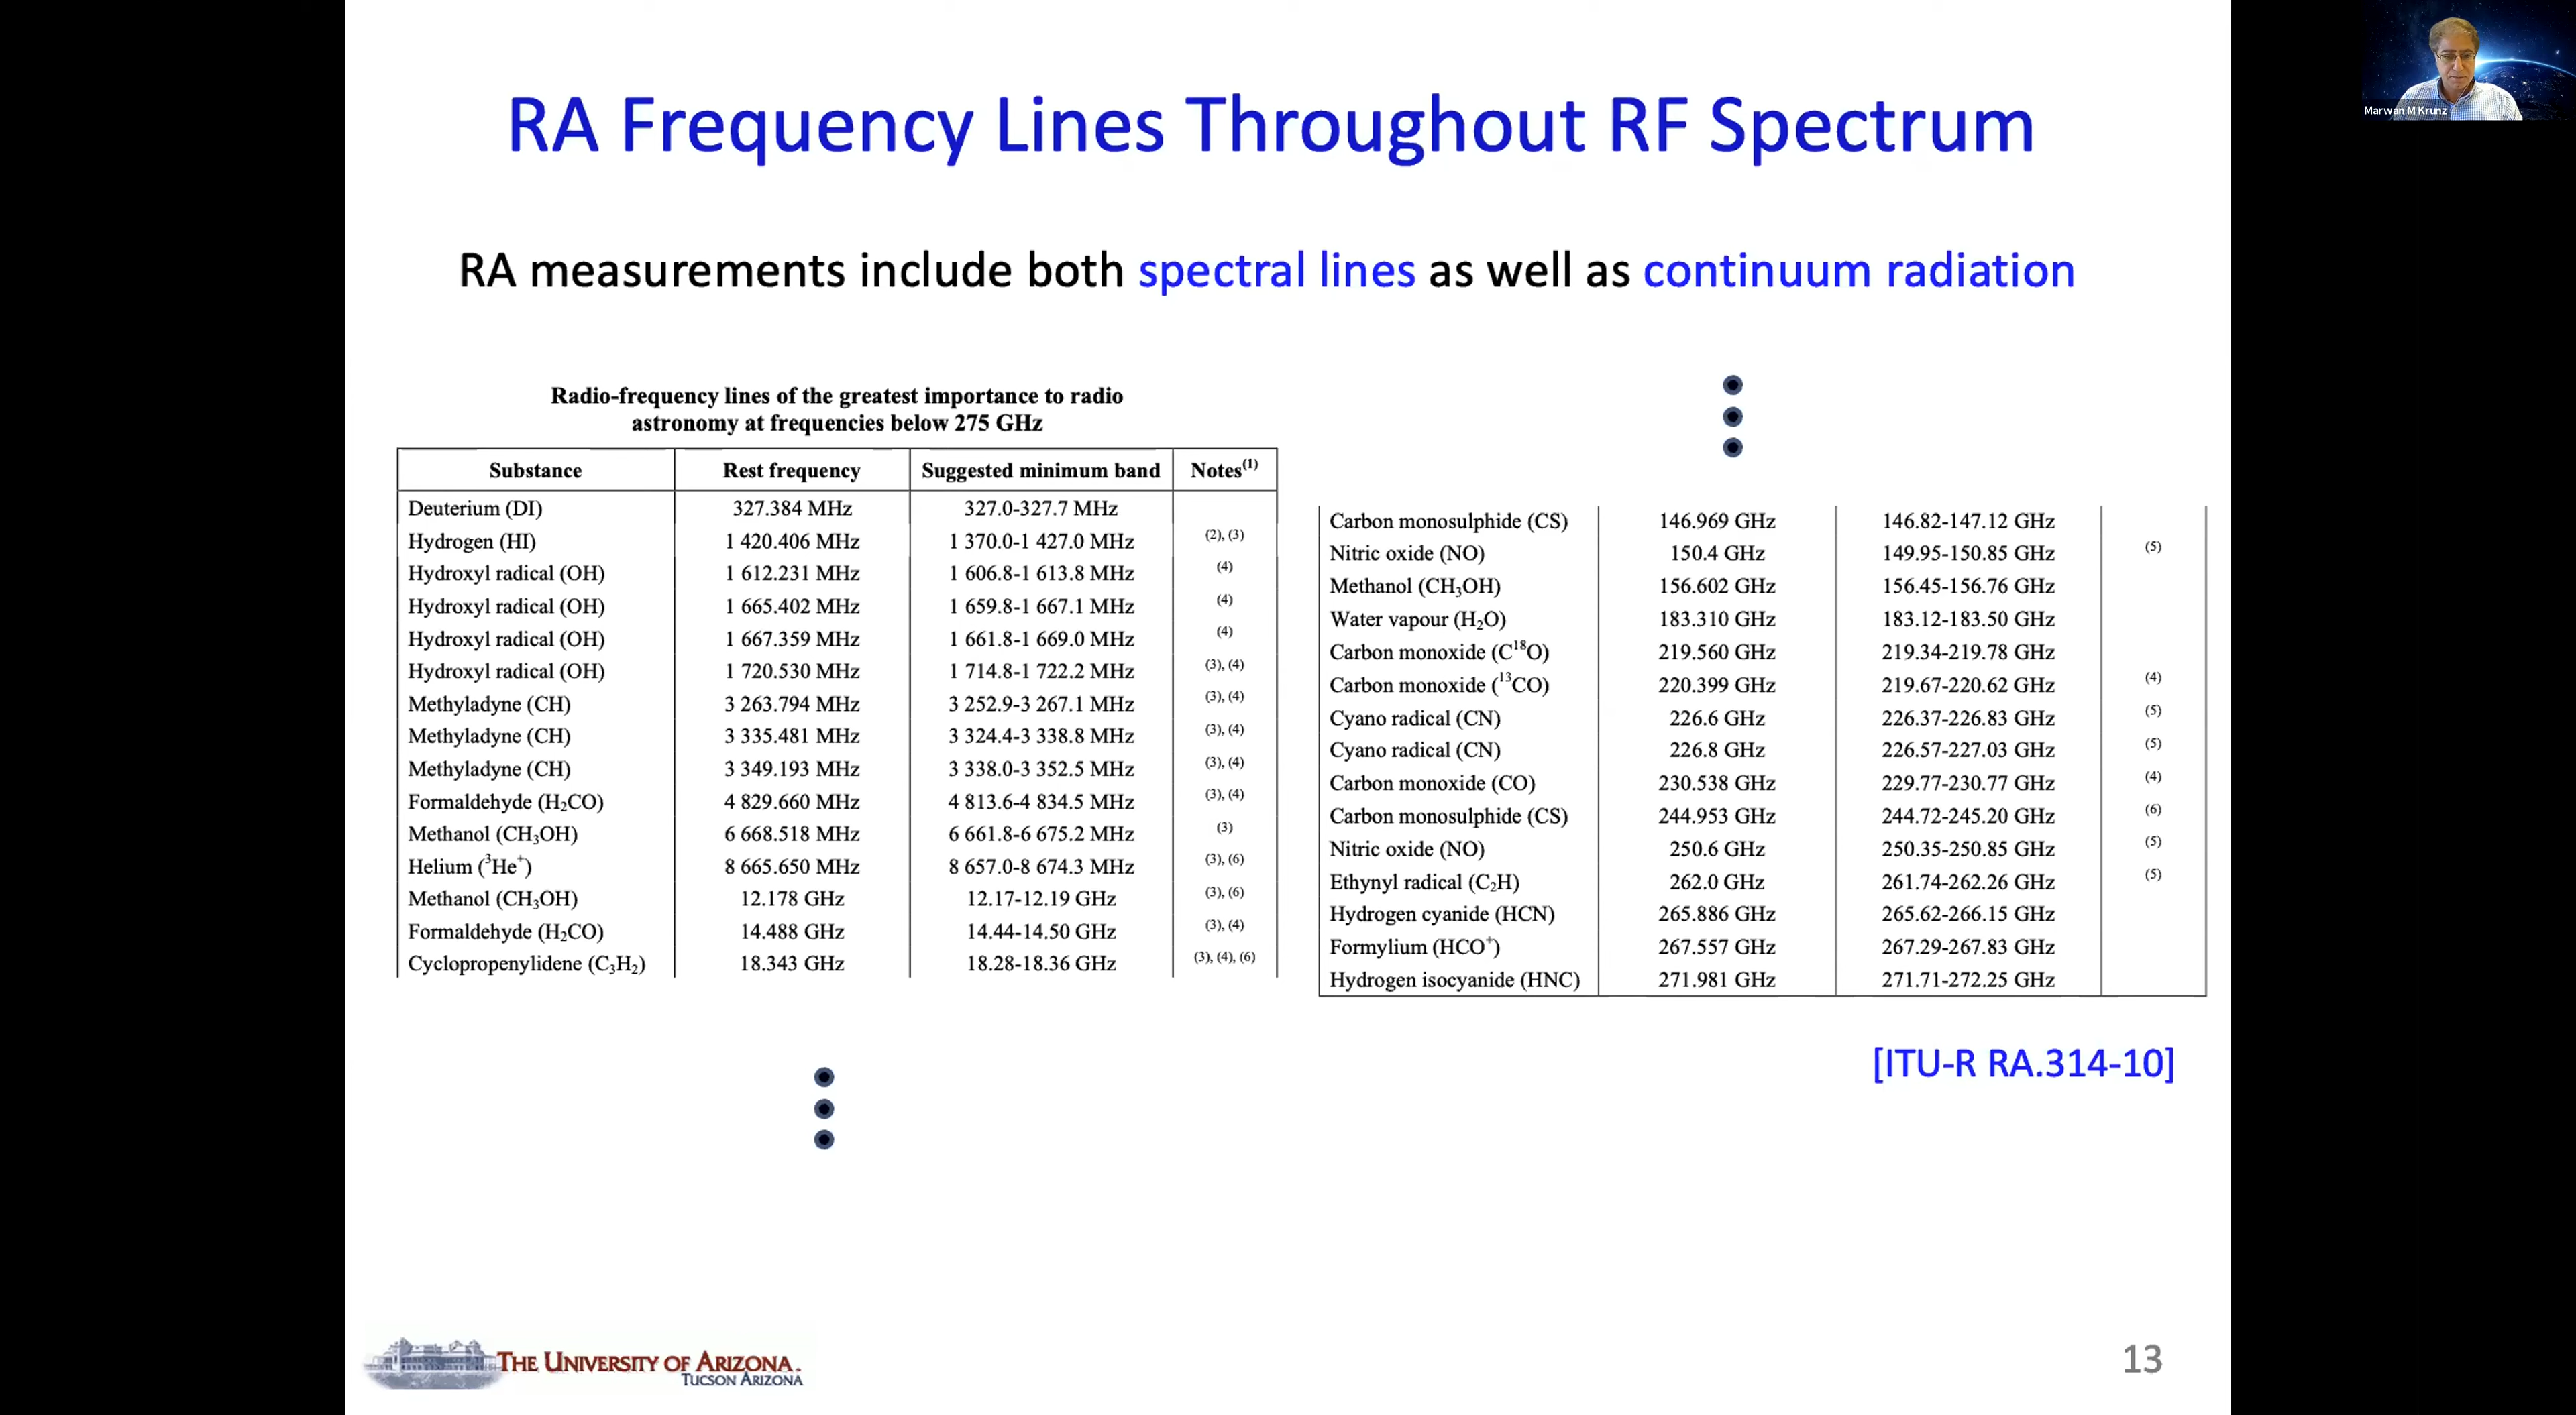 Marwan M Krunz
RA Frequency Lines Throughout RF Spectrum
RA measurements include both spectral lines as well as continuum radiation
Radio-frequency lines of the greatest importance to radio
astronomy at frequencies below 275 GHz
Substance Rest frequency Suggested minimum band Notes(1)
Deuterium (DI) 327.384 MHz 327.0-327.7 MHz
Hydrogen (HI) 1 420.406 MHz 1 370.0-1 427.0 MHz (2), (3)
Hydroxyl radical (OH) 1 612.231 MHz 1 606.8-1 613.8 MHz (4)
Hydroxyl radical (OH) 1 665.402 MHz 1 659.8-1 667.1 MHz (4)
Hydroxyl radical (OH) 1 667.359 MHz 1 661.8-1 669.0 MHz (4)
Hydroxyl radical (OH) 1 720.530 MHz 1 714.8-1 722.2 MHz (3), (4)
Methyladyne (CH) 3 263.794 MHz 3 252.9-3 267.1 MHz (3), (4)
Methyladyne (CH) 3 335.481 MHz 3 324.4-3 338.8 MHz (3), (4)
Methyladyne (CH) 3 349.193 MHz 3 338.0-3 352.5 MHz (3), (4)
Formaldehyde (H₂CO) 4 829.660 MHz 4 813.6-4 834.5 MHz (3), (4)
Methanol (CH₃OH) 6 668.518 MHz 6 661.8-6 675.2 MHz (3)
Helium (³He⁺) 8 665.650 MHz 8 657.0-8 674.3 MHz (3), (6)
Methanol (CH₃OH) 12.178 GHz 12.17-12.19 GHz (3), (6)
Formaldehyde (H₂CO) 14.488 GHz 14.44-14.50 GHz (3), (4)
Cyclopropenylidene (C₃H₂) 18.343 GHz 18.28-18.36 GHz (3), (4), (6)
Carbon monosulphide (CS) 146.969 GHz 146.82-147.12 GHz
Nitric oxide (NO) 150.4 GHz 149.95-150.85 GHz (5)
Methanol (CH₃OH) 156.602 GHz 156.45-156.76 GHz
Water vapour (H₂O) 183.310 GHz 183.12-183.50 GHz
Carbon monoxide (C¹⁸O) 219.560 GHz 219.34-219.78 GHz
Carbon monoxide (¹³CO) 220.399 GHz 219.67-220.62 GHz (4)
Cyano radical (CN) 226.6 GHz 226.37-226.83 GHz (5)
Cyano radical (CN) 226.8 GHz 226.57-227.03 GHz (5)
Carbon monoxide (CO) 230.538 GHz 229.77-230.77 GHz (4)
Carbon monosulphide (CS) 244.953 GHz 244.72-245.20 GHz (6)
Nitric oxide (NO) 250.6 GHz 250.35-250.85 GHz (5)
Ethynyl radical (C₂H) 262.0 GHz 261.74-262.26 GHz (5)
Hydrogen cyanide (HCN) 265.886 GHz 265.62-266.15 GHz
Formylium (HCO⁺) 267.557 GHz 267.29-267.83 GHz
Hydrogen isocyanide (HNC) 271.981 GHz 271.71-272.25 GHz
[ITU-R RA.314-10]
THE UNIVERSITY OF ARIZONA.
TUCSON ARIZONA
13